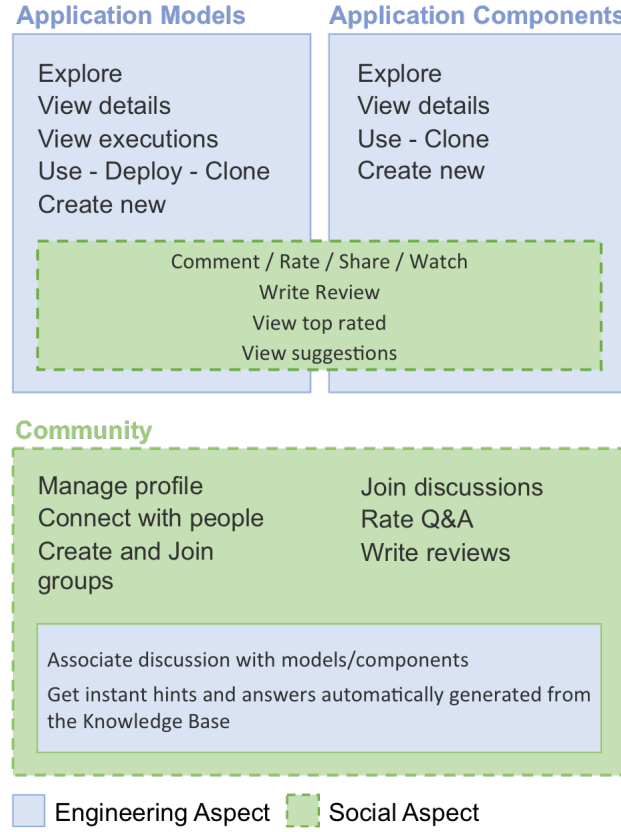 Application Models
Application Components
Explore
View details
View executions
Use - Deploy - Clone
Create new
Explore
View details
Use - Clone
Create new
Comment / Rate / Share / Watch
Write Review
View top rated
View suggestions
Community
Manage profile
Connect with people
Create and Join
groups
Join discussions
Rate Q&A
Write reviews
Associate discussion with models/components
Get instant hints and answers automatically generated from
the Knowledge Base
Engineering Aspect
Social Aspect